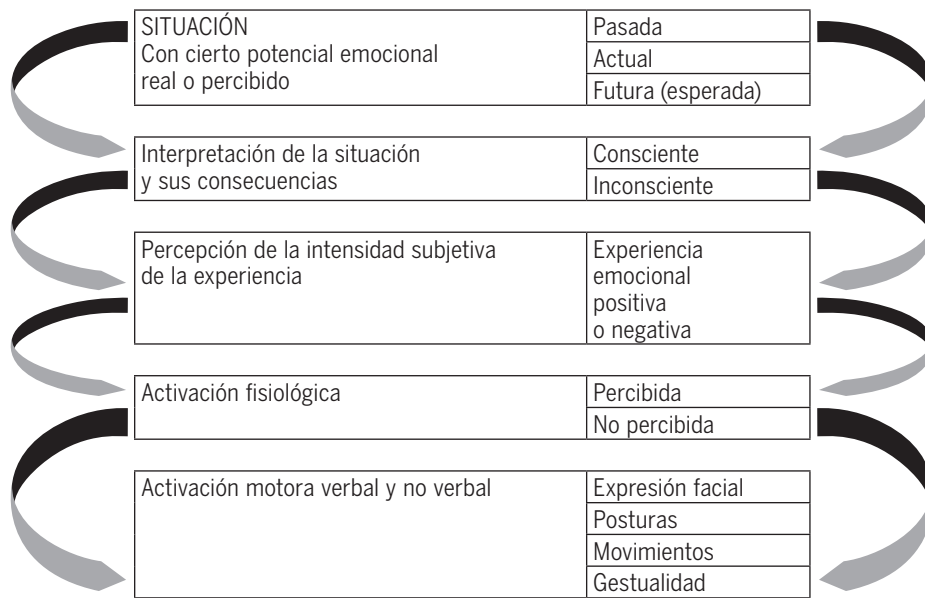 SITUACIÓN
Con cierto potencial emocional
real o percibido
Pasada
Actual
Futura (esperada)
Interpretación de la situación
y sus consecuencias
Consciente
Inconsciente
Percepción de la intensidad subjetiva
de la experiencia
Experiencia
emocional
positiva
o negativa
Activación fisiológica
Percibida
No percibida
Activación motora verbal y no verbal
Expresión facial
Posturas
Movimientos
Gestualidad